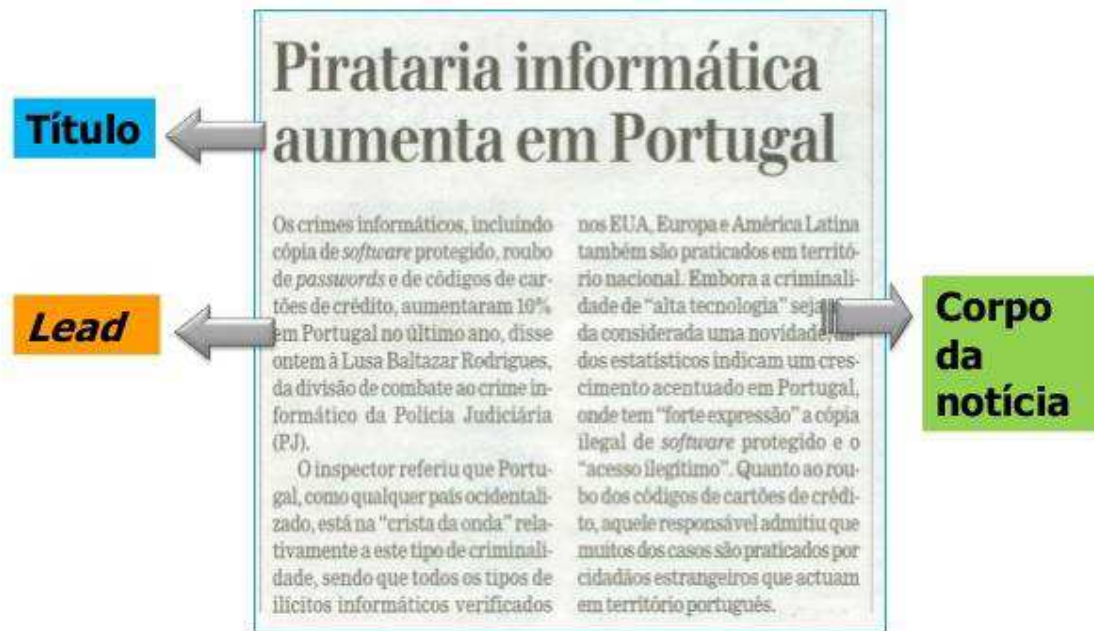 Pirataria informática
aumenta em Portugal
Título
Lead
Os crimes informáticos, incluindo
cópia de software protegido, roubo
de passwords e de códigos de car-
tões de crédito, aumentaram 10%
em Portugal no último ano, disse
ontem à Lusa Baltazar Rodrigues,
da divisão de combate ao crime in-
formático da Polícia Judiciária
(PJ).
O inspector referiu que Portu-
gal, como qualquer país ocidentali-
zado, está na "crista da onda" rela-
tivamente a este tipo de criminali-
dade, sendo que todos os tipos de
ilícitos informáticos verificados
nos EUA, Europa e América Latina
também são praticados em territó-
rio nacional. Embora a criminali-
dade de "alta tecnologia" seja
da considerada uma novidade,
dos estatísticos indicam um cres-
cimento acentuado em Portugal,
onde tem "forte expressão" a cópia
ilegal de software protegido e o
"acesso ilegítimo". Quanto ao rou-
bo dos códigos de cartões de crédi-
to, aquele responsável admitiu que
muitos dos casos são praticados por
cidadãos estrangeiros que actuam
em território português.
Corpo
da
notícia